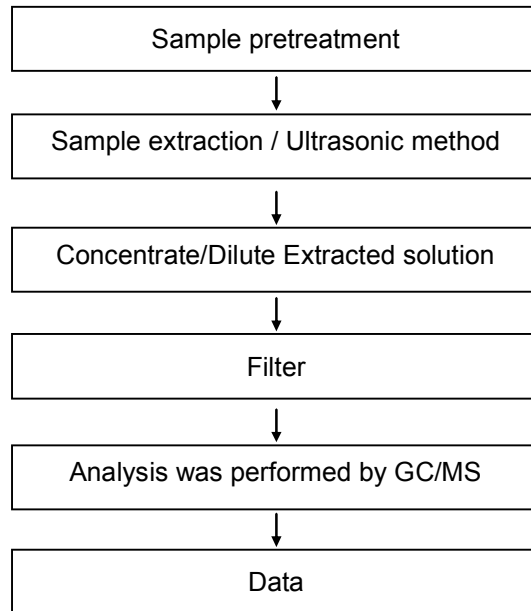 Sample pretreatment
Sample extraction / Ultrasonic method
Concentrate/Dilute Extracted solution
Filter
Analysis was performed by GC/MS
Data